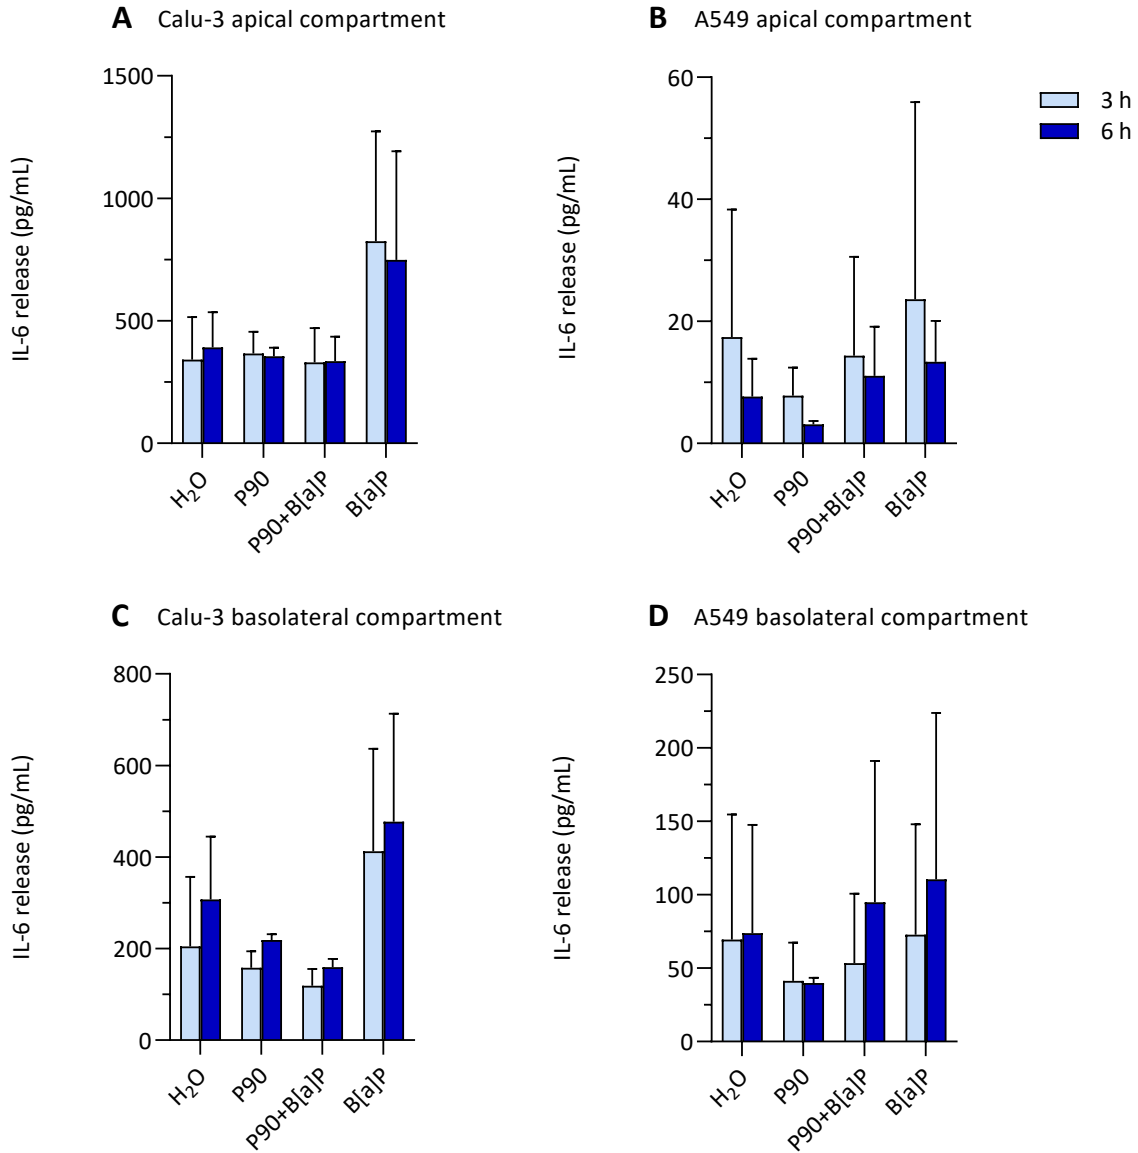 A Calu-3 apical compartment
IL-6 release (pg/mL)
1500
1000
500
0
H₂O
P90
P90+B[a]P
B[a]P
B A549 apical compartment
IL-6 release (pg/mL)
60
40
20
0
H₂O
P90
P90+B[a]P
B[a]P
3 h
6 h
C Calu-3 basolateral compartment
IL-6 release (pg/mL)
800
600
400
200
0
H₂O
P90
P90+B[a]P
B[a]P
D A549 basolateral compartment
IL-6 release (pg/mL)
250
200
150
100
50
0
H₂O
P90
P90+B[a]P
B[a]P